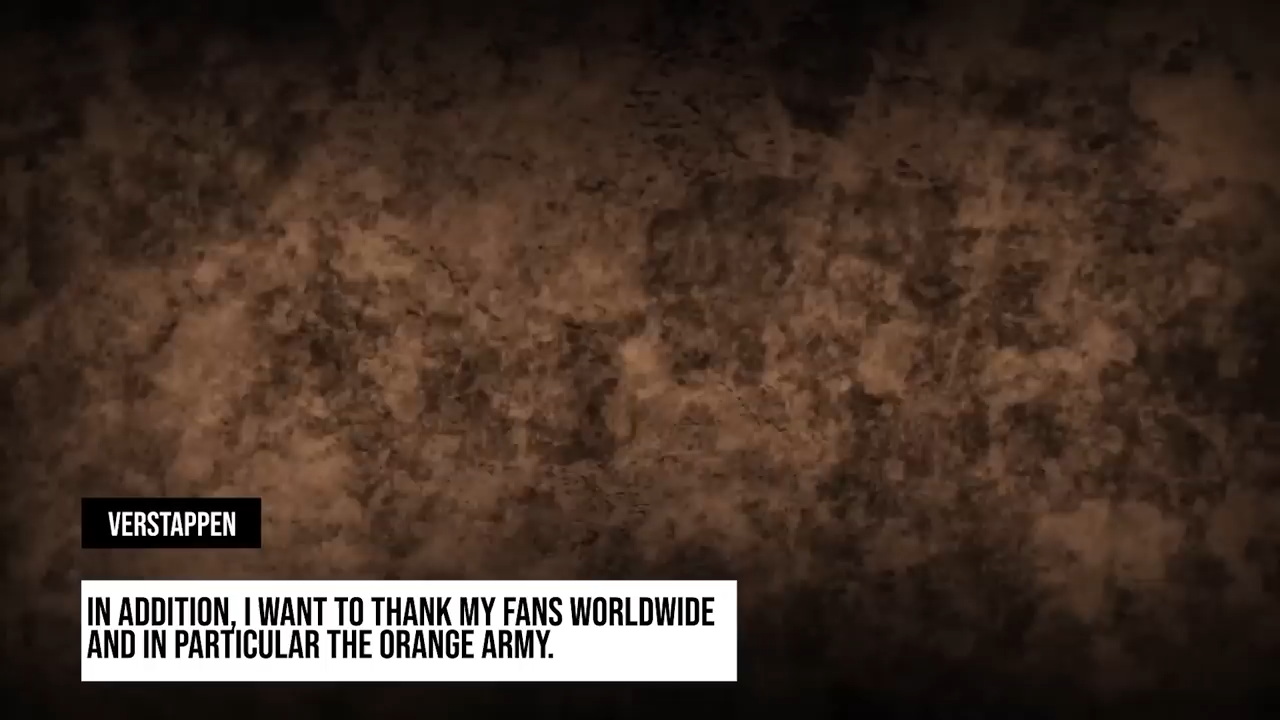 VERSTAPPEN
IN ADDITION, I WANT TO THANK MY FANS WORLDWIDE
AND IN PARTICULAR THE ORANGE ARMY.